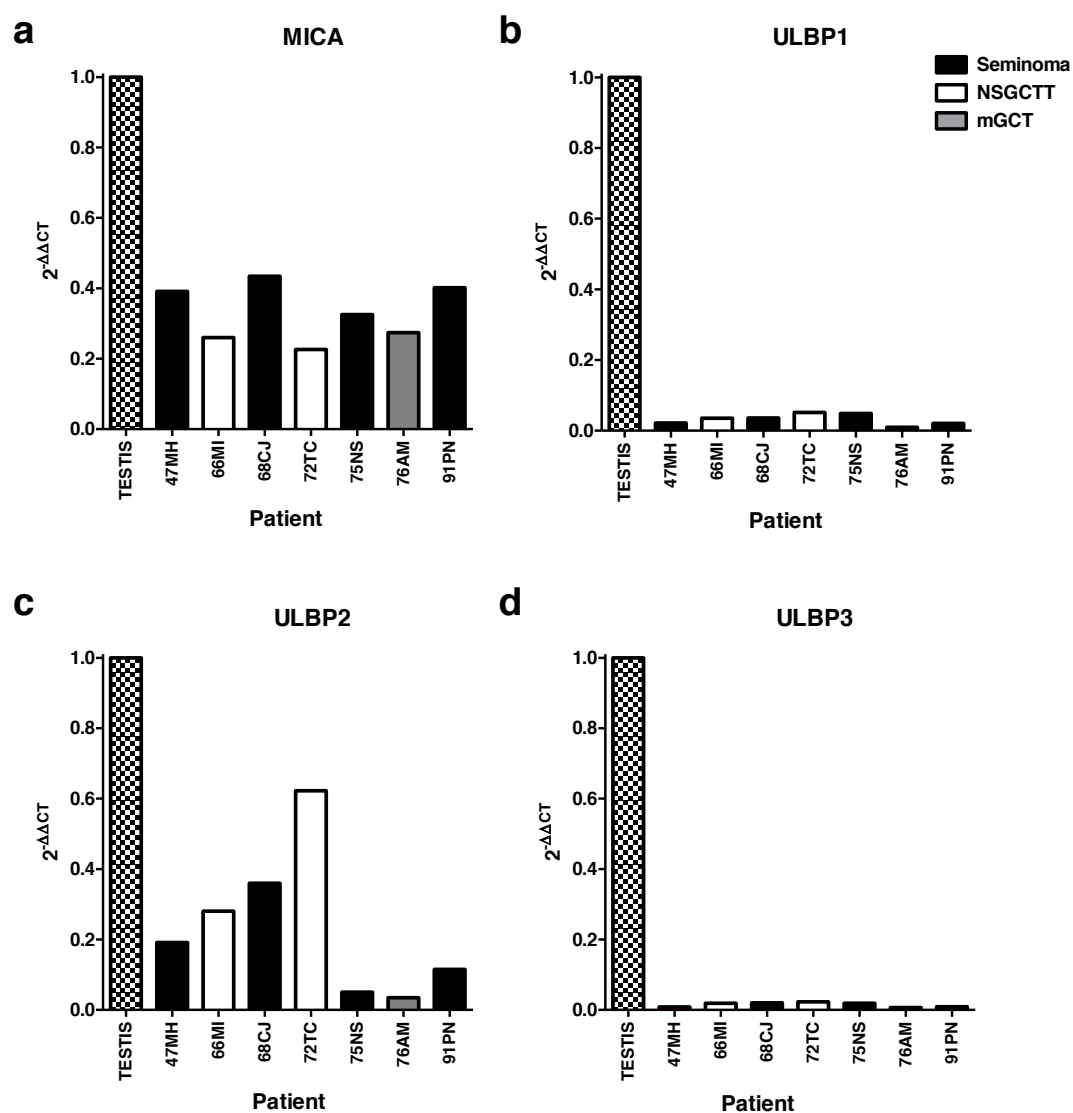 a
MICA
1.0
0.8
0.6
0.4
0.2
0.0
2-ΔΔCT
TESTIS
47MH
66MI
68CJ
72TC
75NS
76AM
91PN
Patient
b
ULBP1
Seminoma
NSGCTT
mGCT
1.0
0.8
0.6
0.4
0.2
0.0
2-ΔΔCT
TESTIS
47MH
66MI
68CJ
72TC
75NS
76AM
91PN
Patient
c
ULBP2
1.0
0.8
0.6
0.4
0.2
0.0
2-ΔΔCT
TESTIS
47MH
66MI
68CJ
72TC
75NS
76AM
91PN
Patient
d
ULBP3
1.0
0.8
0.6
0.4
0.2
0.0
2-ΔΔCT
TESTIS
47MH
66MI
68CJ
72TC
75NS
76AM
91PN
Patient